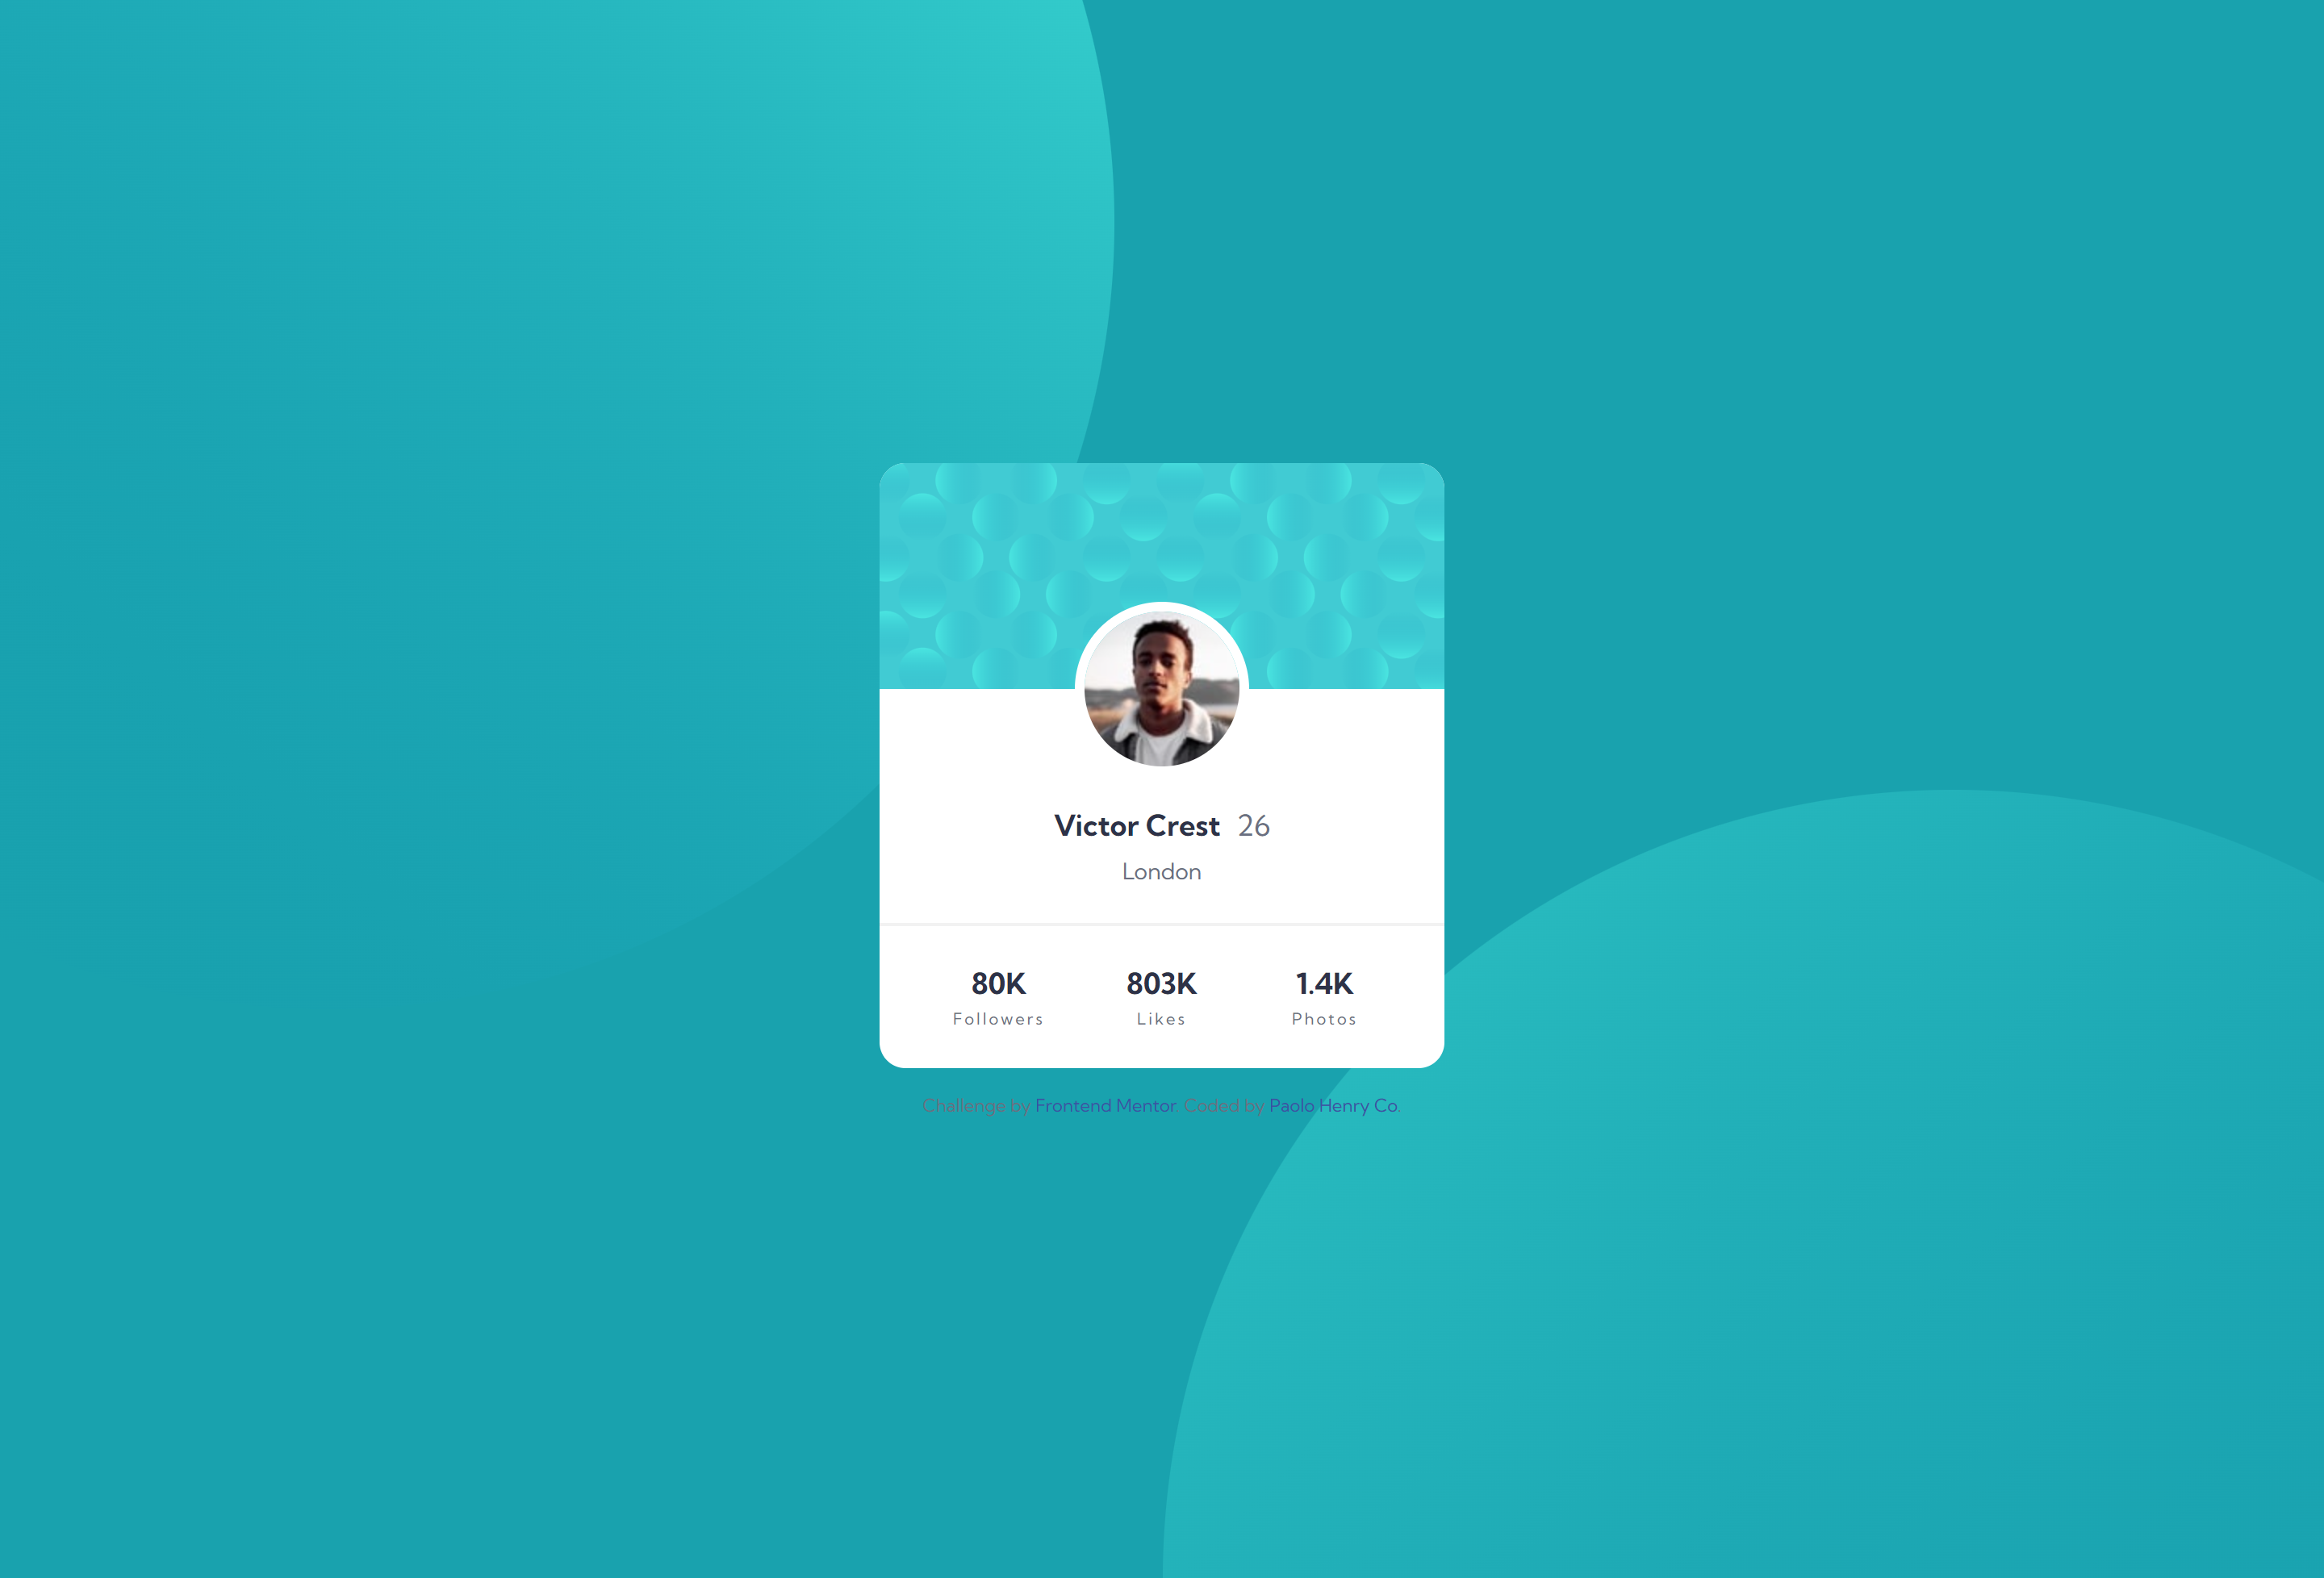 Victor Crest 26
London
80K 803K 1.4K
Followers Likes Photos
Challenge by Frontend Mentor. Coded by Paolo Henry Co.